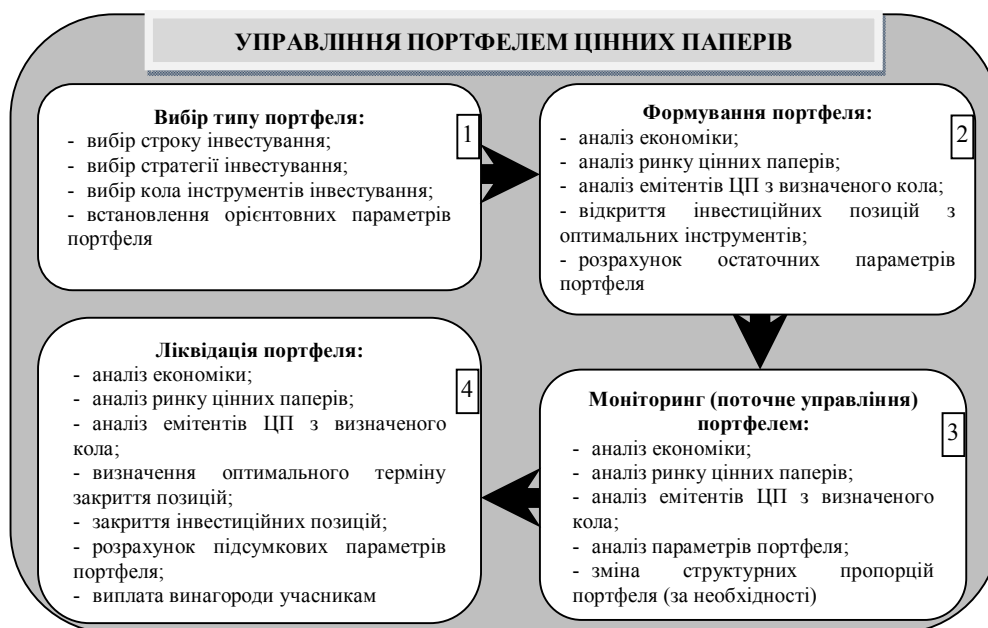 УПРАВЛІННЯ ПОРТФЕЛЕМ ЦІННИХ ПАПЕРІВ
Вибір типу портфеля:
- вибір строку інвестування;
- вибір стратегії інвестування;
- вибір кола інструментів інвестування;
- встановлення орієнтовних параметрів
портфеля
1
Формування портфеля:
- аналіз економіки;
- аналіз ринку цінних паперів;
- аналіз емітентів ЦП з визначеного кола;
- відкриття інвестиційних позицій з
оптимальних інструментів;
- розрахунок остаточних параметрів
портфеля
2
Моніторинг (поточне управління)
портфелем:
- аналіз економіки;
- аналіз ринку цінних паперів;
- аналіз емітентів ЦП з визначеного
кола;
- аналіз параметрів портфеля;
- зміна структурних пропорцій
портфеля (за необхідності)
3
Ліквідація портфеля:
- аналіз економіки;
- аналіз ринку цінних паперів;
- аналіз емітентів ЦП з визначеного
кола;
- визначення оптимального терміну
закриття позицій;
- закриття інвестиційних позицій;
- розрахунок підсумкових параметрів
портфеля;
- виплата винагороди учасникам
4